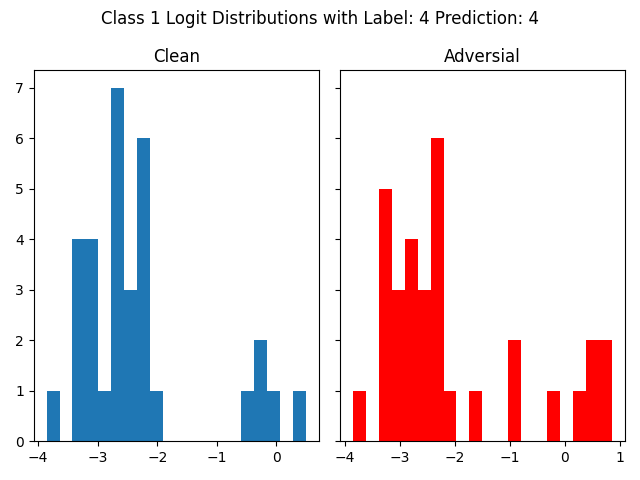 Class 1 Logit Distributions with Label: 4 Prediction: 4
Clean
Adversial
7
6
5
4
3
2
1
0
−4 −3 −2 −1 0
−4 −3 −2 −1 0 1